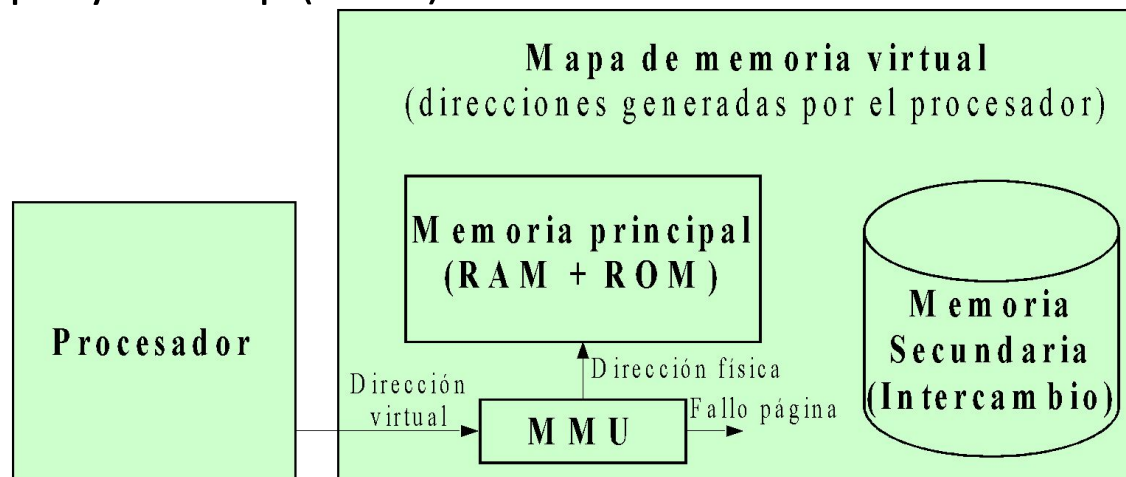 Mapa de memoria virtual
(direcciones generadas por el procesador)
Memoria principal
(RAM + ROM)
Procesador
Memoria
Secundaria
(Intercambio)
Dirección física
Dirección
virtual
Fallo página
MMU